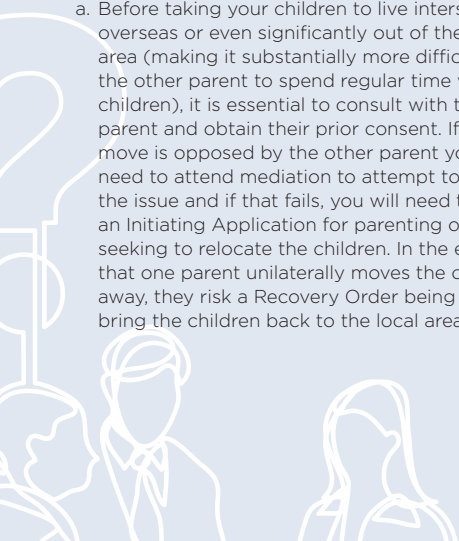 a. Before taking your children to live inters
overseas or even significantly out of the
area (making it substantially more diffic
the other parent to spend regular time
children), it is essential to consult with t
parent and obtain their prior consent. If
move is opposed by the other parent yo
need to attend mediation to attempt to
the issue and if that fails, you will need t
an Initiating Application for parenting o
seeking to relocate the children. In the e
that one parent unilaterally moves the c
away, they risk a Recovery Order being
bring the children back to the local area